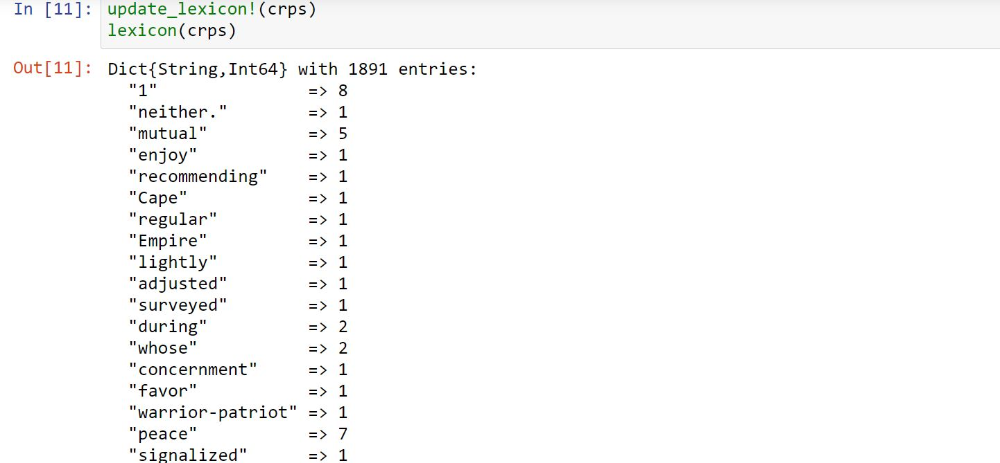 In [11]: update_lexicon!(crps)
lexicon(crps)
Out[11]: Dict{String,Int64} with 1891 entries:
"1" => 8
"neither." => 1
"mutual" => 5
"enjoy" => 1
"recommending" => 1
"Cape" => 1
"regular" => 1
"Empire" => 1
"lightly" => 1
"adjusted" => 1
"surveyed" => 1
"during" => 2
"whose" => 2
"concernment" => 1
"favor" => 1
"warrior-patriot" => 1
"peace" => 7
"signalized" => 1